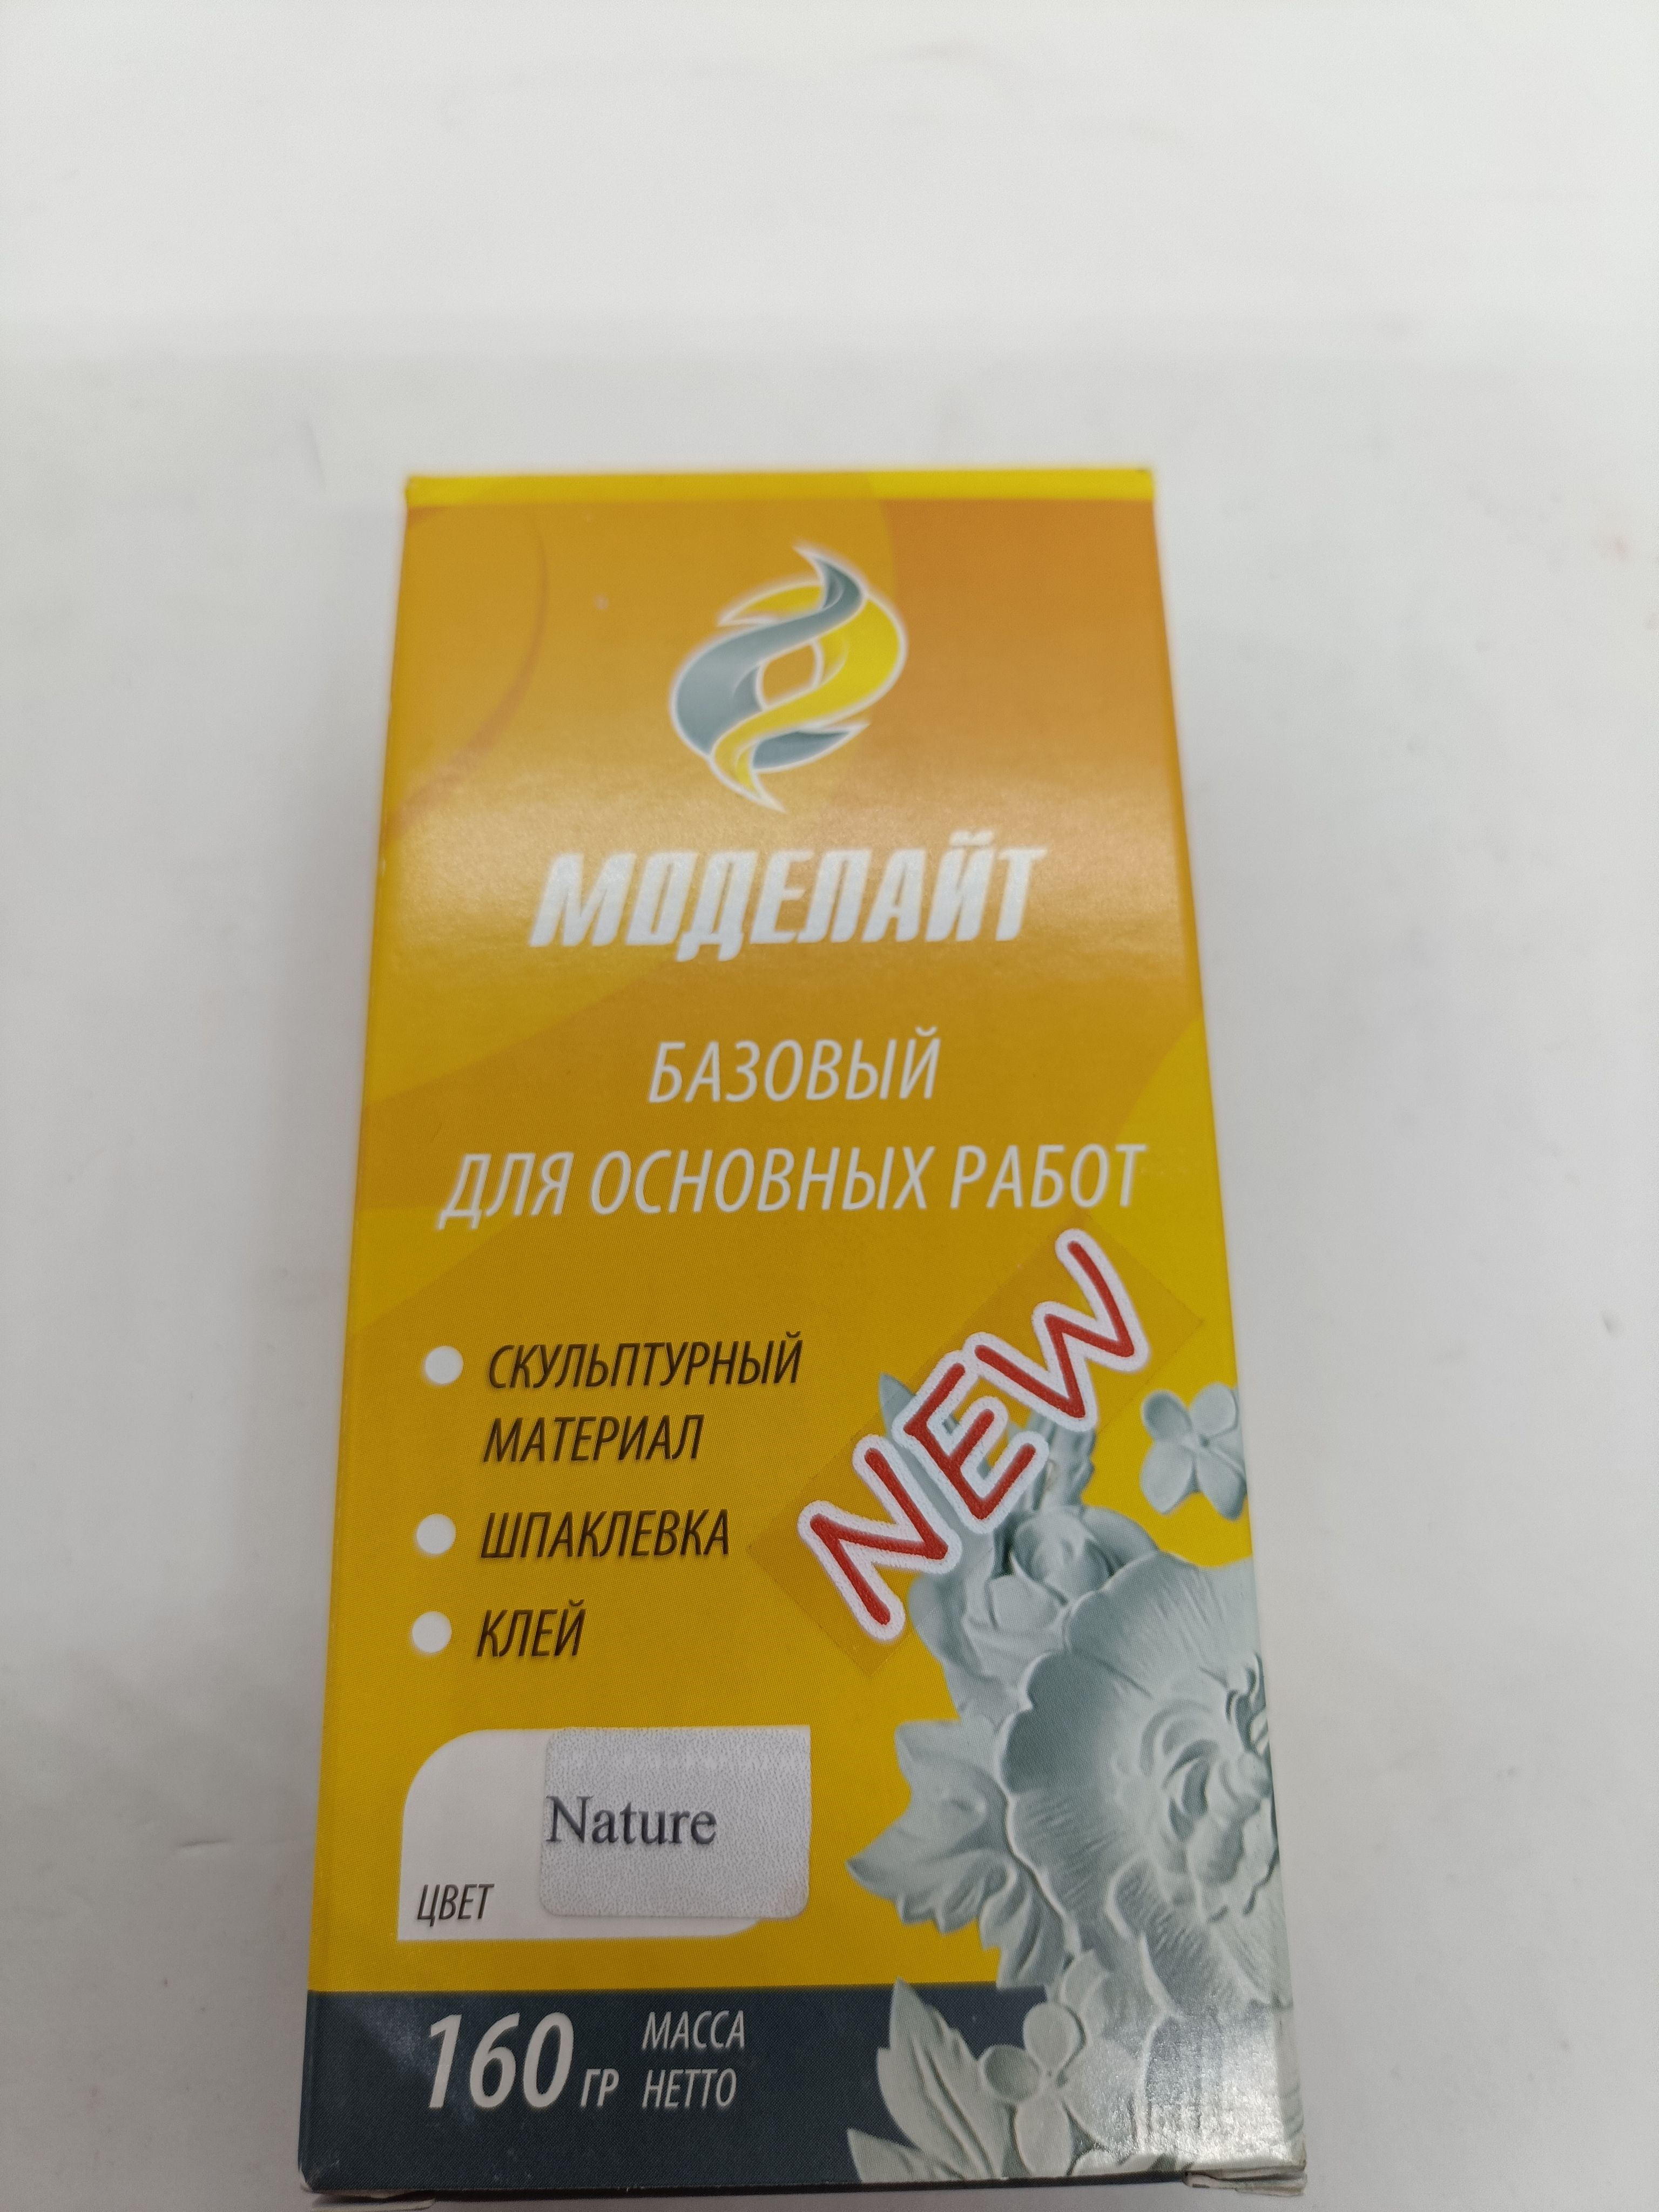 МОДЕЛАЙТ
БАЗОВЫЙ
ДЛЯ ОСНОВНЫХ РАБОТ
NEW
СКУЛЬПТУРНЫЙ
МАТЕРИАЛ
ШПАКЛЕВКА
КЛЕЙ
Nature
ЦВЕТ
160 ГР МАССА
НЕТТО